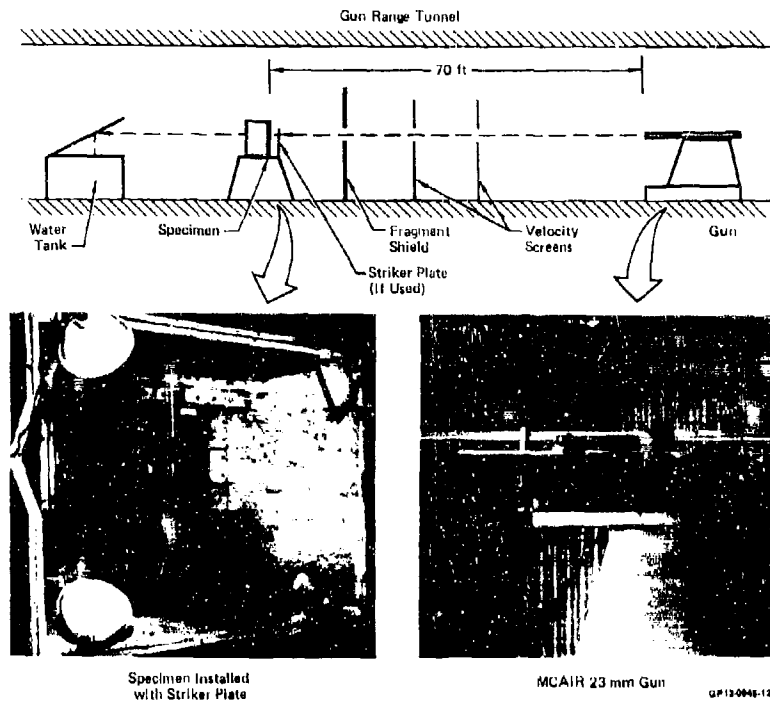 Gun Range Tunnel
70 ft
Water
Tank
Specimen
Striker Plate
(If Used)
Fragment
Shield
Velocity
Screens
Gun
Specimen Installed
with Striker Plate
MCAIR 23 mm Gun